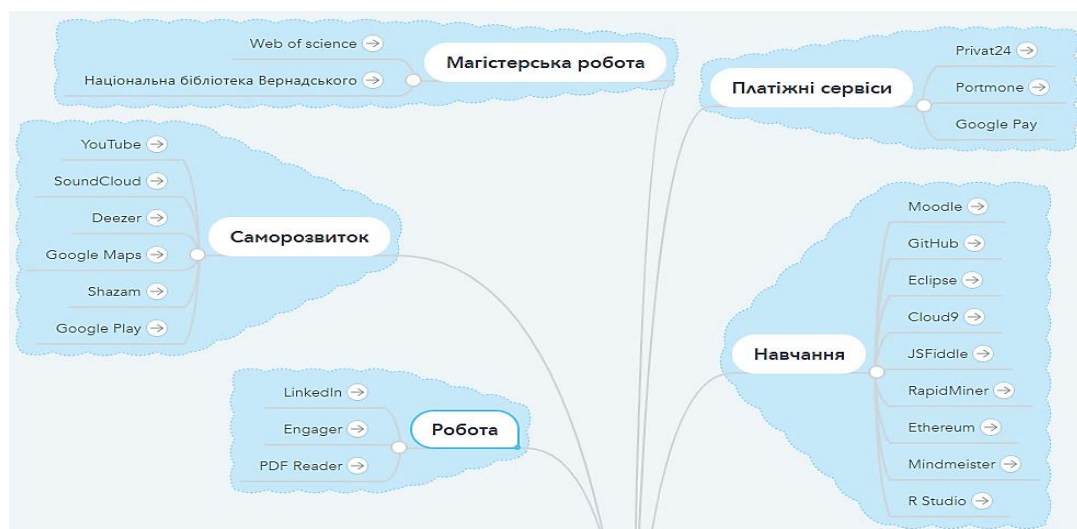 Магістерська робота
Web of science
Національна бібліотека Вернадського
Саморозвиток
YouTube
SoundCloud
Deezer
Google Maps
Shazam
Google Play
Робота
LinkedIn
Engager
PDF Reader
Платіжні сервіси
Privat24
Portmone
Google Pay
Навчання
Moodle
GitHub
Eclipse
Cloud9
JSFiddle
RapidMiner
Ethereum
Mindmeister
R Studio